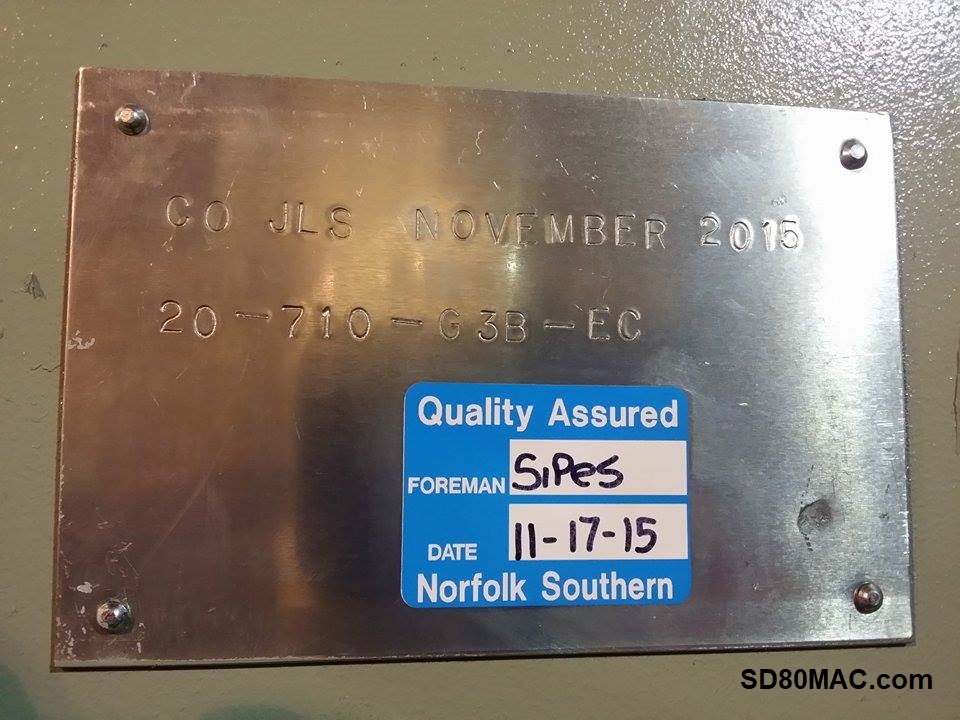 CO JLS NOVEMBER 2015
20-710-G3B-EC
Quality Assured
FOREMAN SIPes
DATE 11-17-15
Norfolk Southern
SD80MAC.com